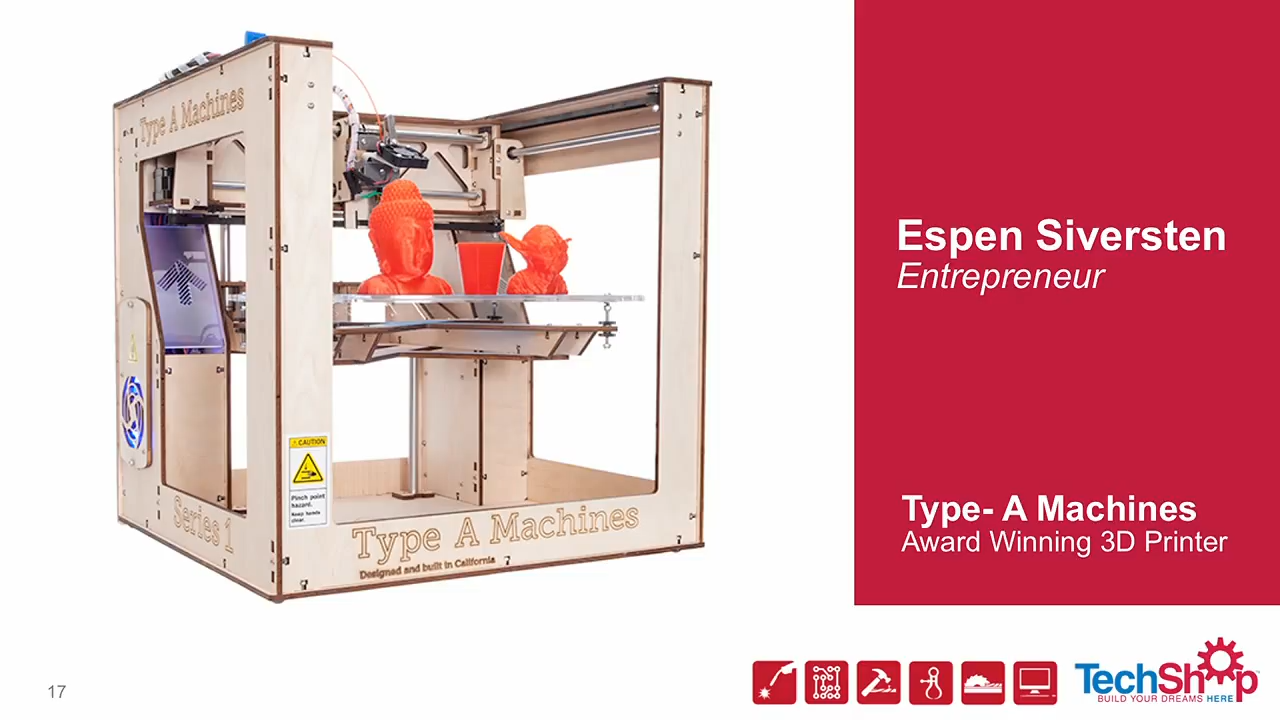 Type A Machines
Espen Siversten
Entrepreneur
CAUTION
Pinch point
hazard.
Keep hands
clear.
Series 1
Type A Machines
Designed and built in California
Type- A Machines
Award Winning 3D Printer
17
TechShop
BUILD YOUR DREAMS HERE